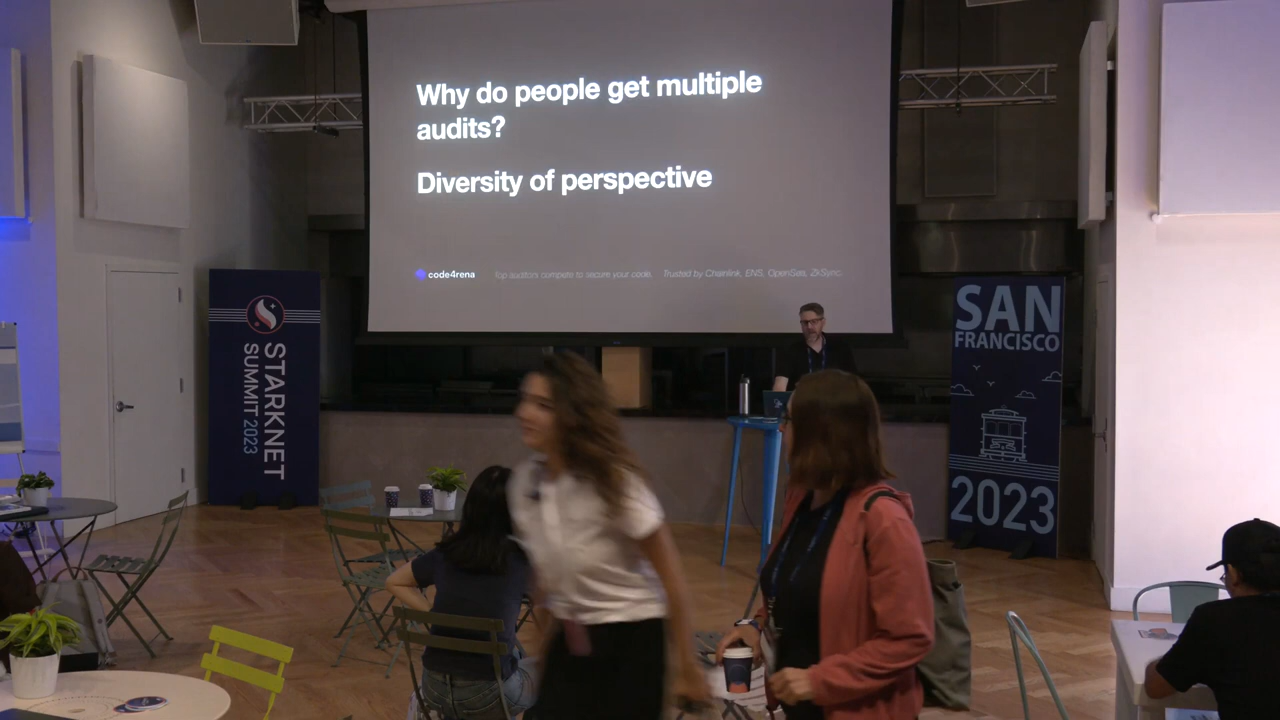 Why do people get multiple
audits?
Diversity of perspective
code4rena
Top auditors compete to secure your code. Trusted by Chainlink, ENS, OpenSea, ZkSync.
STARKNET
SUMMIT 2023
SAN
FRANCISCO
2023